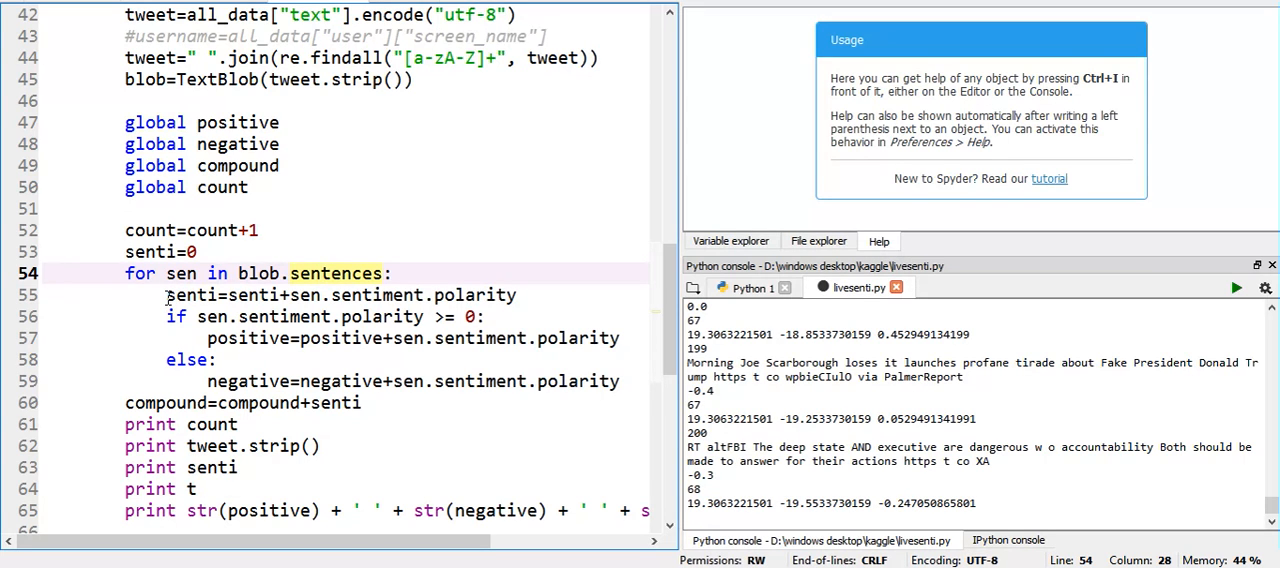 42 tweet=all_data["text"].encode("utf-8")
43 #username=all_data["user"]["screen_name"]
44 tweet=" ".join(re.findall("[a-zA-Z]+", tweet))
45 blob=TextBlob(tweet.strip())
46
47 global positive
48 global negative
49 global compound
50 global count
51
52 count=count+1
53 senti=0
54 for sen in blob.sentences:
55 senti=senti+sen.sentiment.polarity
56 if sen.sentiment.polarity >= 0:
57 positive=positive+sen.sentiment.polarity
58 else:
59 negative=negative+sen.sentiment.polarity
60 compound=compound+senti
61 print count
62 print tweet.strip()
63 print senti
64 print t
65 print str(positive) + ' ' + str(negative) + ' ' + s
Usage
Here you can get help of any object by pressing Ctrl+I in
front of it, either on the Editor or the Console.
Help can also be shown automatically after writing a left
parenthesis next to an object. You can activate this
behavior in Preferences > Help.
New to Spyder? Read our tutorial
Variable explorer File explorer Help
Python console - D:\windows desktop\kaggle\livesenti.py
Python 1 livesenti.py
0.0
67
19.3063221501 -18.8533730159 0.452949134199
199
Morning Joe Scarborough loses it launches profane tirade about Fake President Donald Tr
ump https t co wpbieCIulO via PalmerReport
-0.4
67
19.3063221501 -19.2533730159 0.0529491341991
200
RT altFBI The deep state AND executive are dangerous w o accountability Both should be
made to answer for their actions https t co XA
-0.3
68
19.3063221501 -19.5533730159 -0.247050865801
Python console - D:\windows desktop\kaggle\livesenti.py IPython console
Permissions: RW End-of-lines: CRLF Encoding: UTF-8 Line: 54 Column: 28 Memory: 44 %